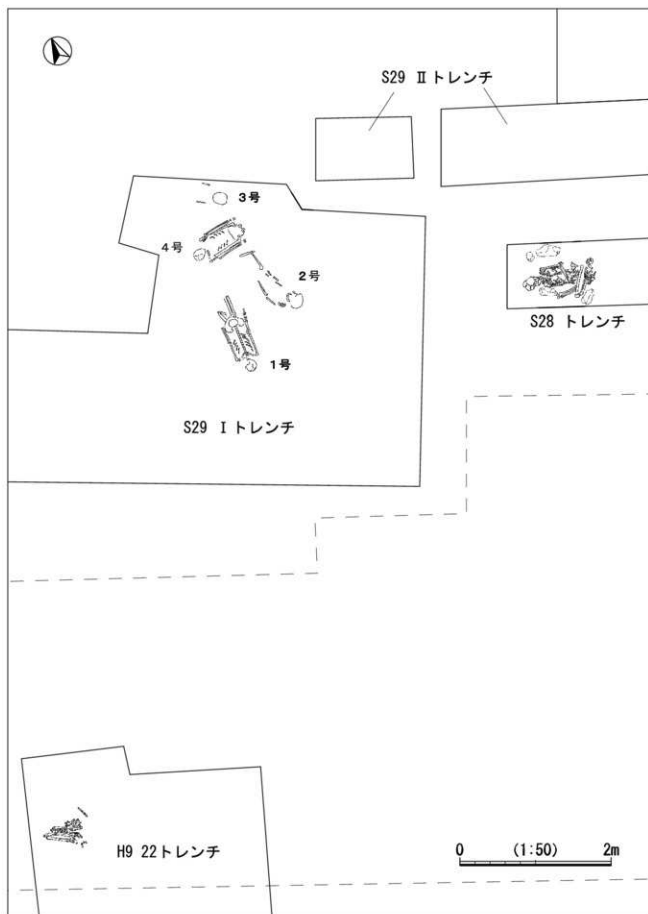 S29 Ⅱトレンチ
3号
4号
2号
S28 トレンチ
1号
S29 Ⅰトレンチ
H9 22トレンチ
0 (1:50) 2m